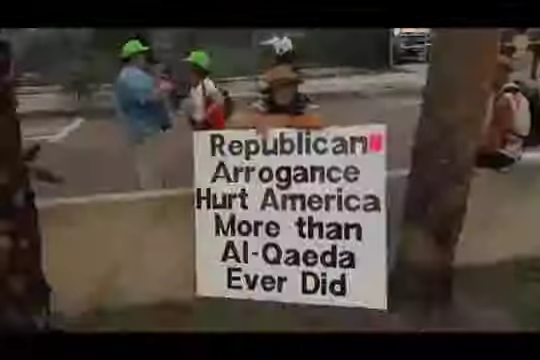 Republican
Arrogance
Hurt America
More than
Al-Qaeda
Ever Did